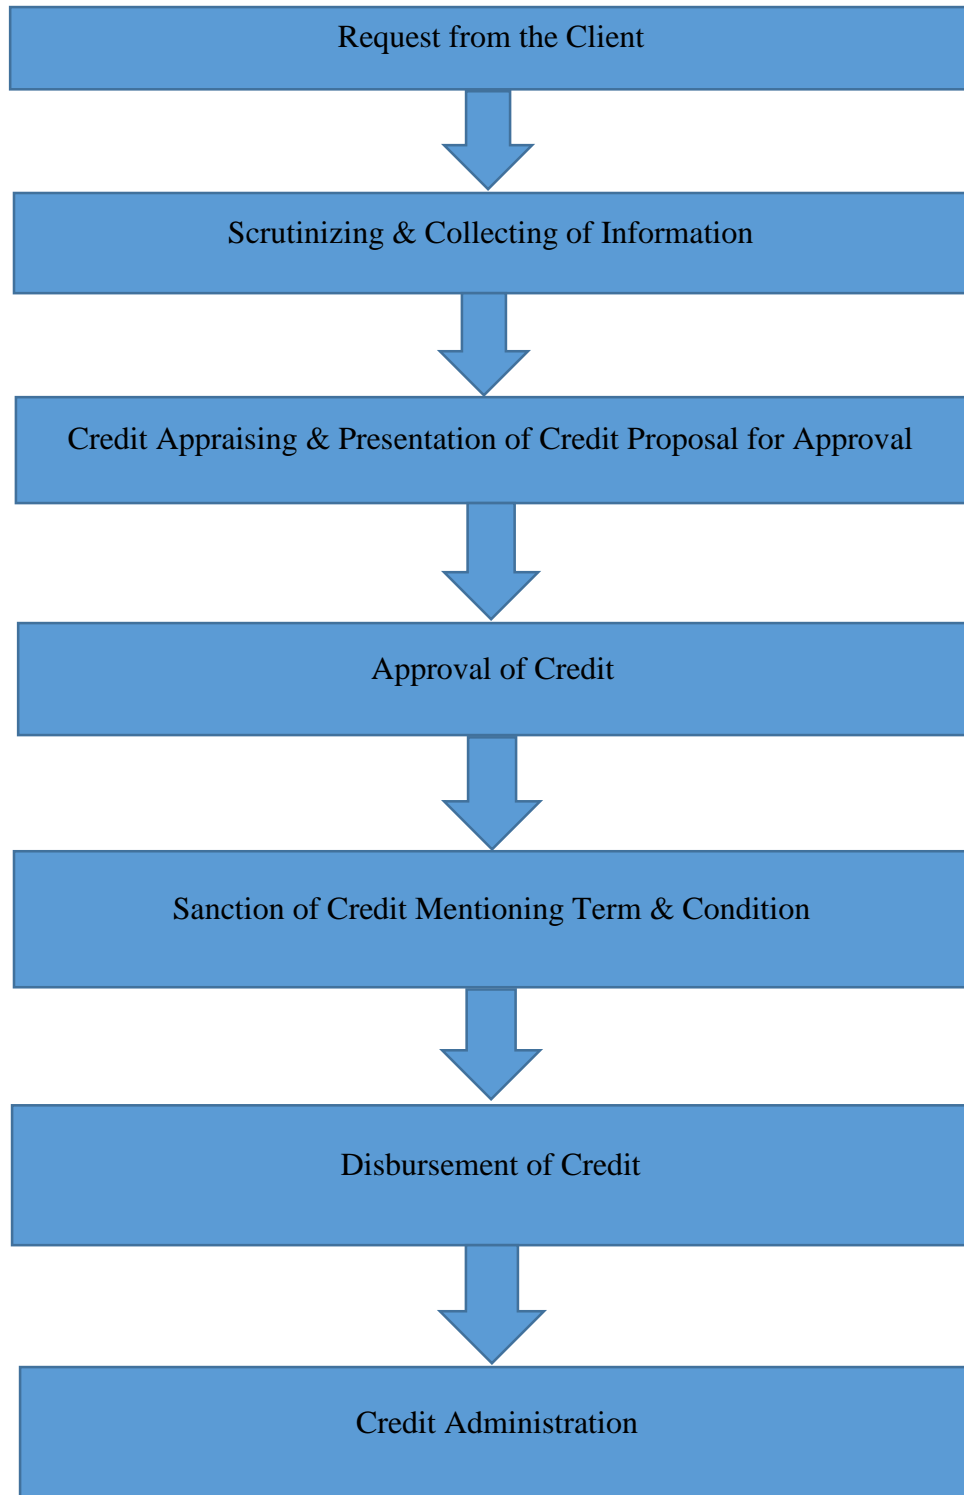 Request from the Client
Scrutinizing & Collecting of Information
Credit Appraising & Presentation of Credit Proposal for Approval
Approval of Credit
Sanction of Credit Mentioning Term & Condition
Disbursement of Credit
Credit Administration